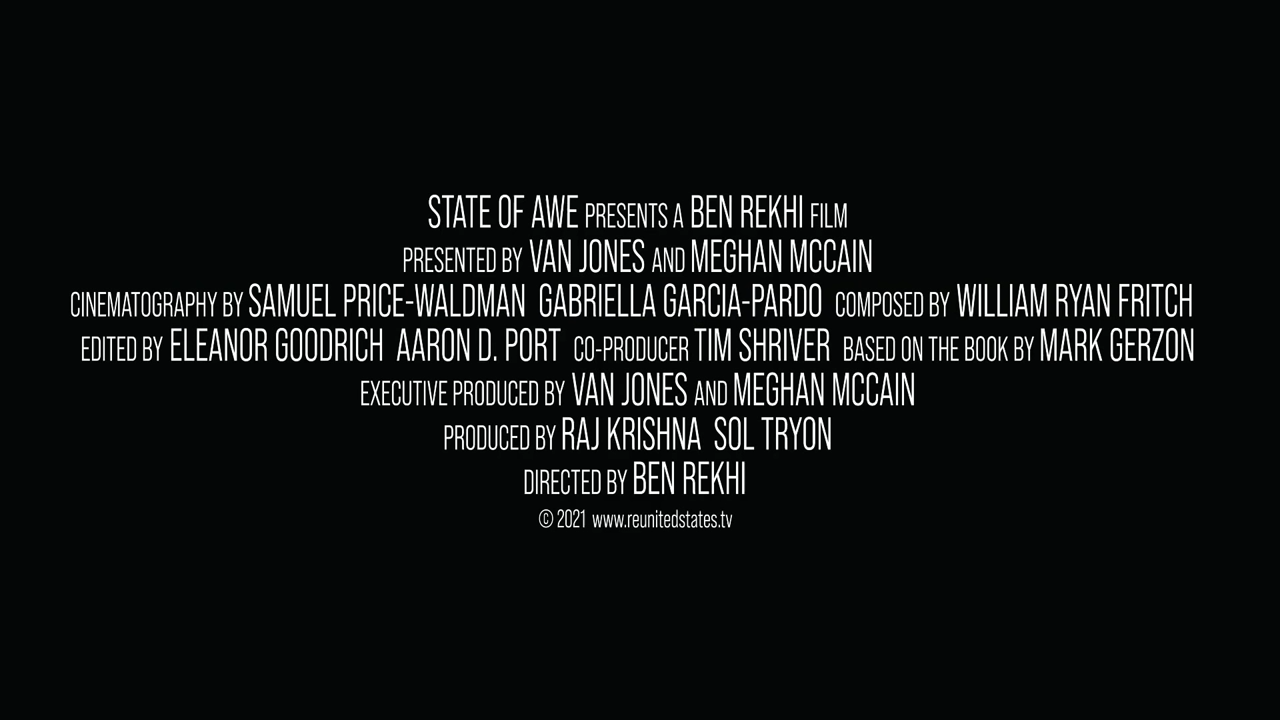 STATE OF AWE PRESENTS A BEN REKHI FILM
PRESENTED BY VAN JONES AND MEGHAN MCCAIN
CINEMATOGRAPHY BY SAMUEL PRICE-WALDMAN GABRIELLA GARCIA-PARDO COMPOSED BY WILLIAM RYAN FRITCH
EDITED BY ELEANOR GOODRICH AARON D. PORT CO-PRODUCER TIM SHRIVER BASED ON THE BOOK BY MARK GERZON
EXECUTIVE PRODUCED BY VAN JONES AND MEGHAN MCCAIN
PRODUCED BY RAJ KRISHNA SOL TRYON
DIRECTED BY BEN REKHI
© 2021 www.reunitedstates.tv